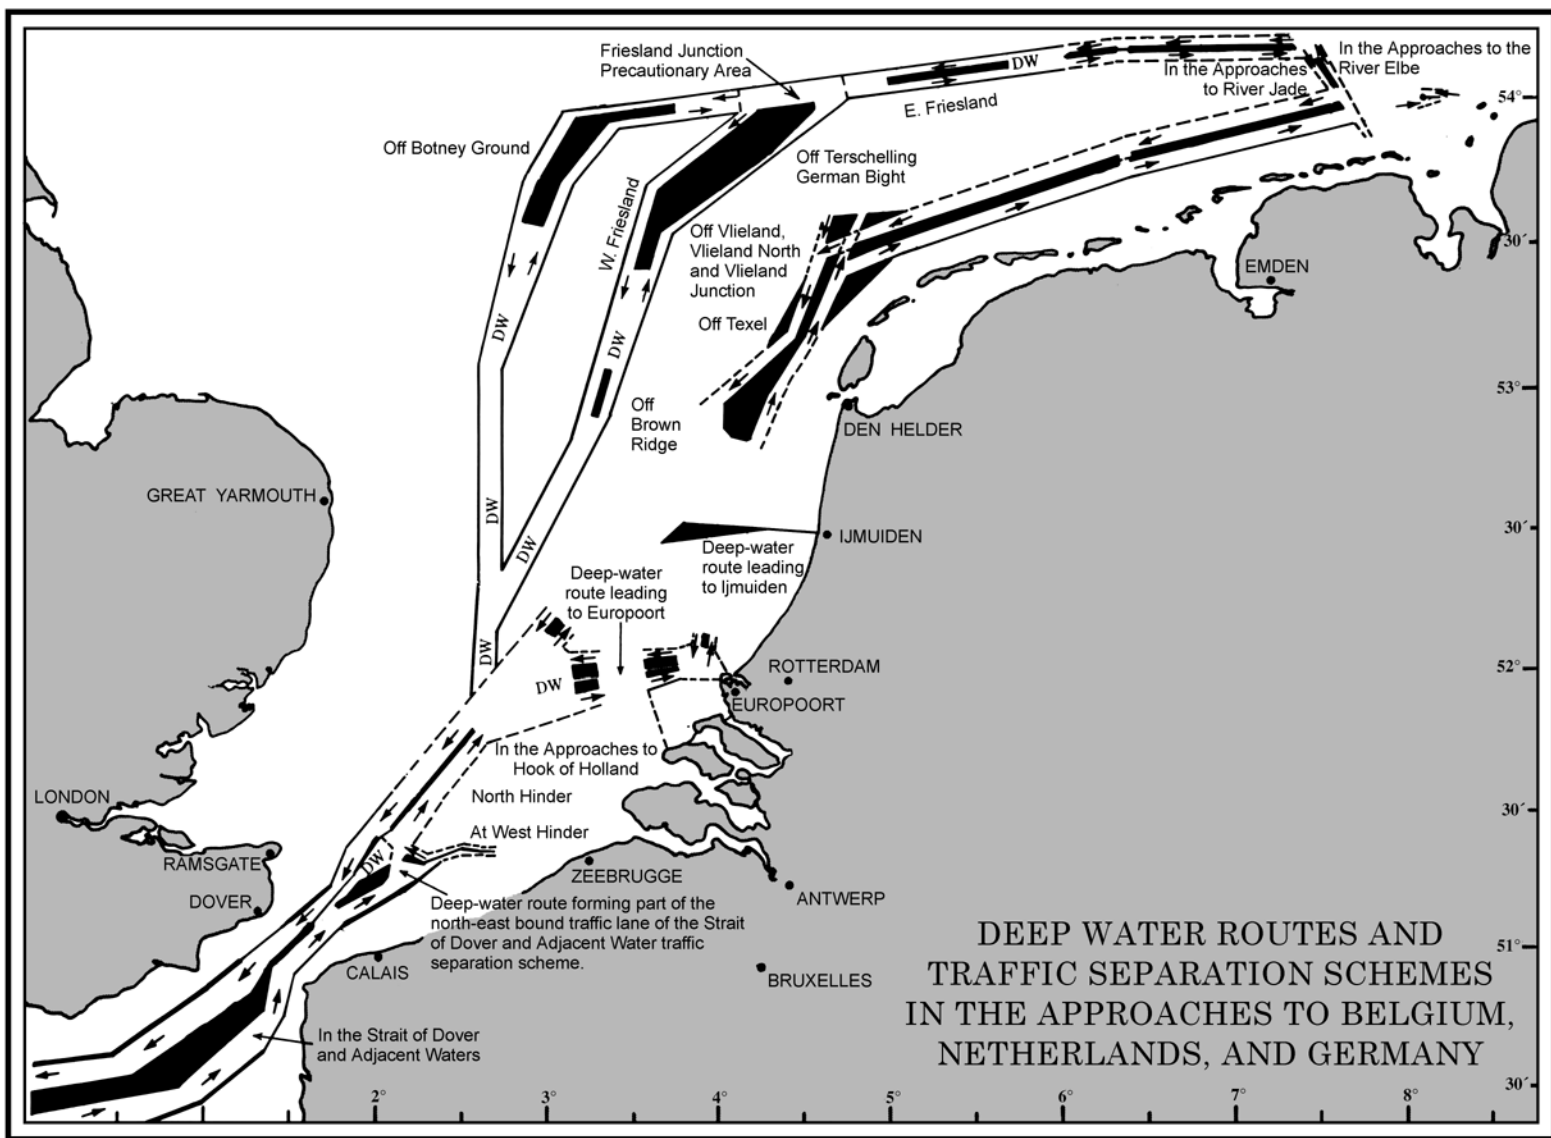 Friesland Junction
Precautionary Area
In the Approaches to the
River Elbe
In the Approaches
to River Jade
DW
E. Friesland
54°
Off Botney Ground
Off Terschelling
German Bight
W. Friesland
Off Vlieland,
Vlieland North
and Vlieland
Junction
30´
EMDEN
DW
DW
Off Texel
53°
Off
Brown
Ridge
DEN HELDER
GREAT YARMOUTH
DW
DW
30´
IJMUIDEN
Deep-water
route leading
to Ijmuiden
Deep-water
route leading
to Europoort
DW
DW
ROTTERDAM
52°
EUROPOORT
In the Approaches to
Hook of Holland
LONDON
North Hinder
30´
At West Hinder
RAMSGATE
DW
ZEEBRUGGE
DOVER
ANTWERP
Deep-water route forming part of the
north-east bound traffic lane of the Strait
of Dover and Adjacent Water traffic
separation scheme.
CALAIS
BRUXELLES
51°
DEEP WATER ROUTES AND
TRAFFIC SEPARATION SCHEMES
IN THE APPROACHES TO BELGIUM,
NETHERLANDS, AND GERMANY
In the Strait of Dover
and Adjacent Waters
30´
2°
3°
4°
5°
6°
7°
8°